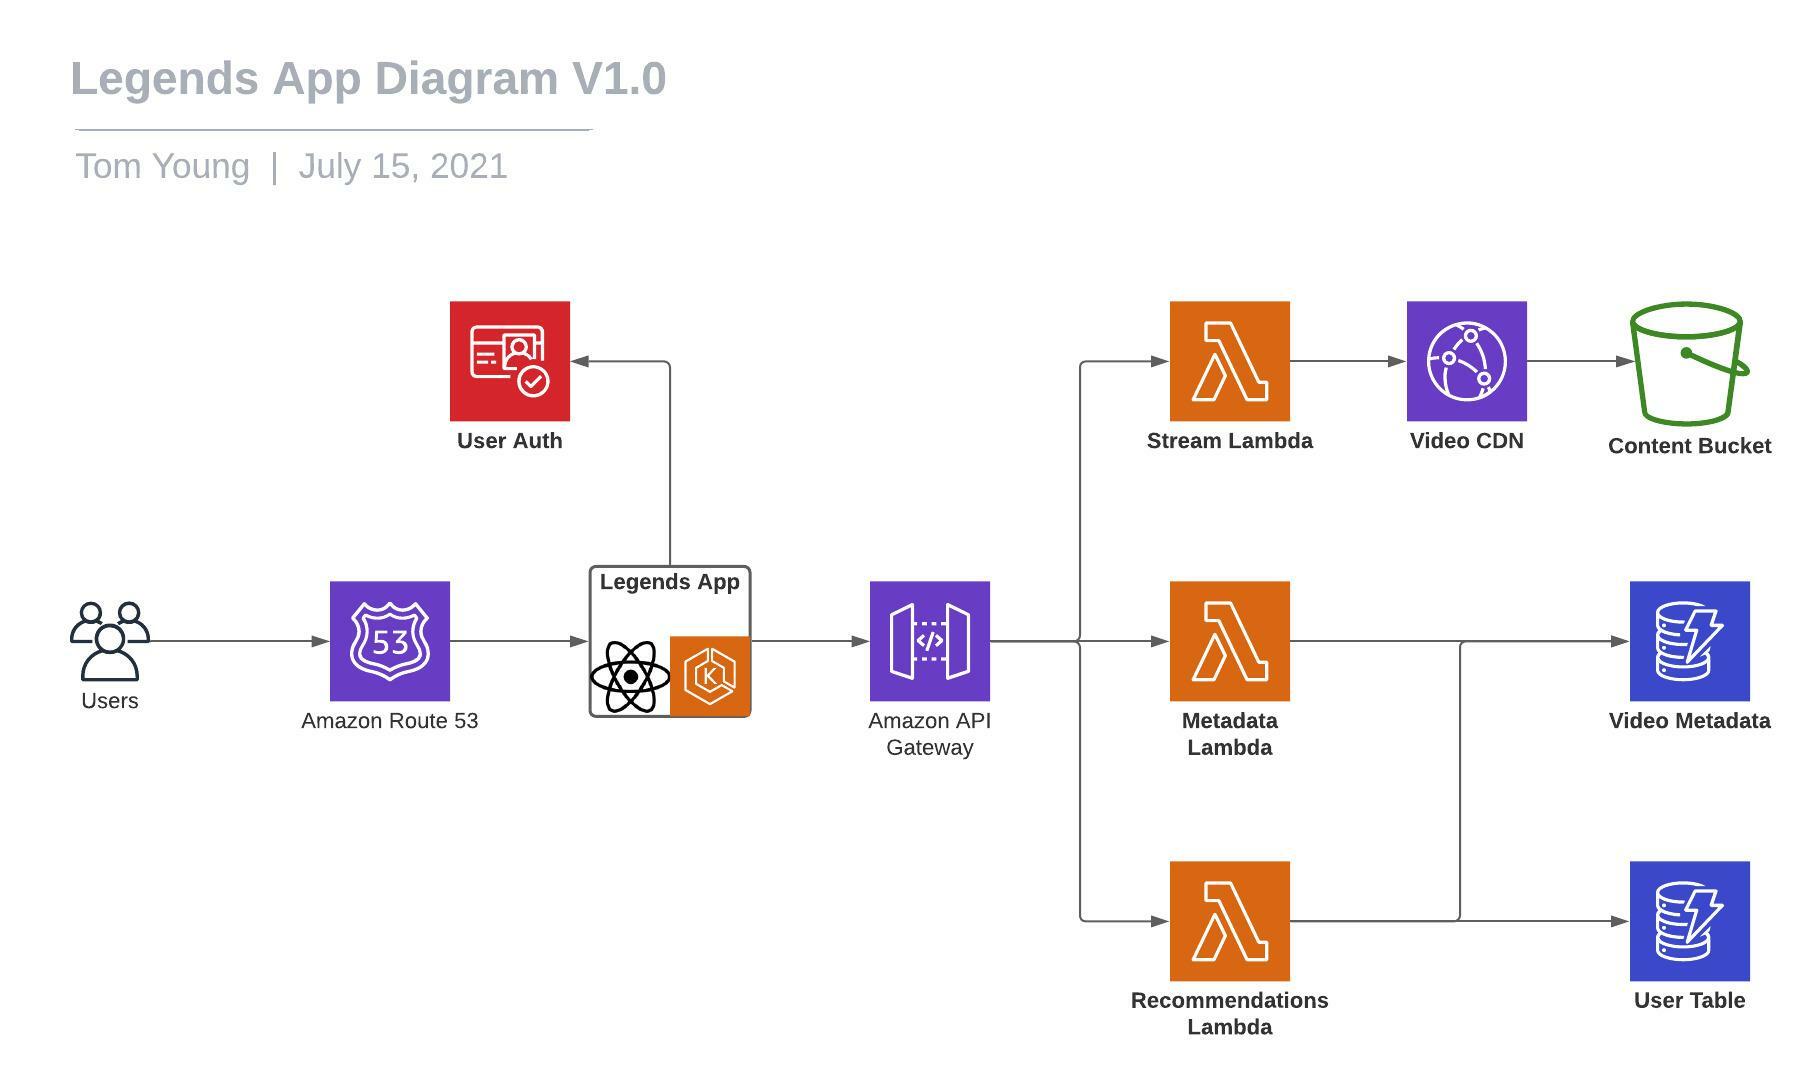 Legends App Diagram V1.0
Tom Young | July 15, 2021
User Auth
Stream Lambda
Video CDN
Content Bucket
Legends App
53
</>
K
Users
Amazon Route 53
Amazon API
Gateway
Metadata
Lambda
Video Metadata
Recommendations
Lambda
User Table